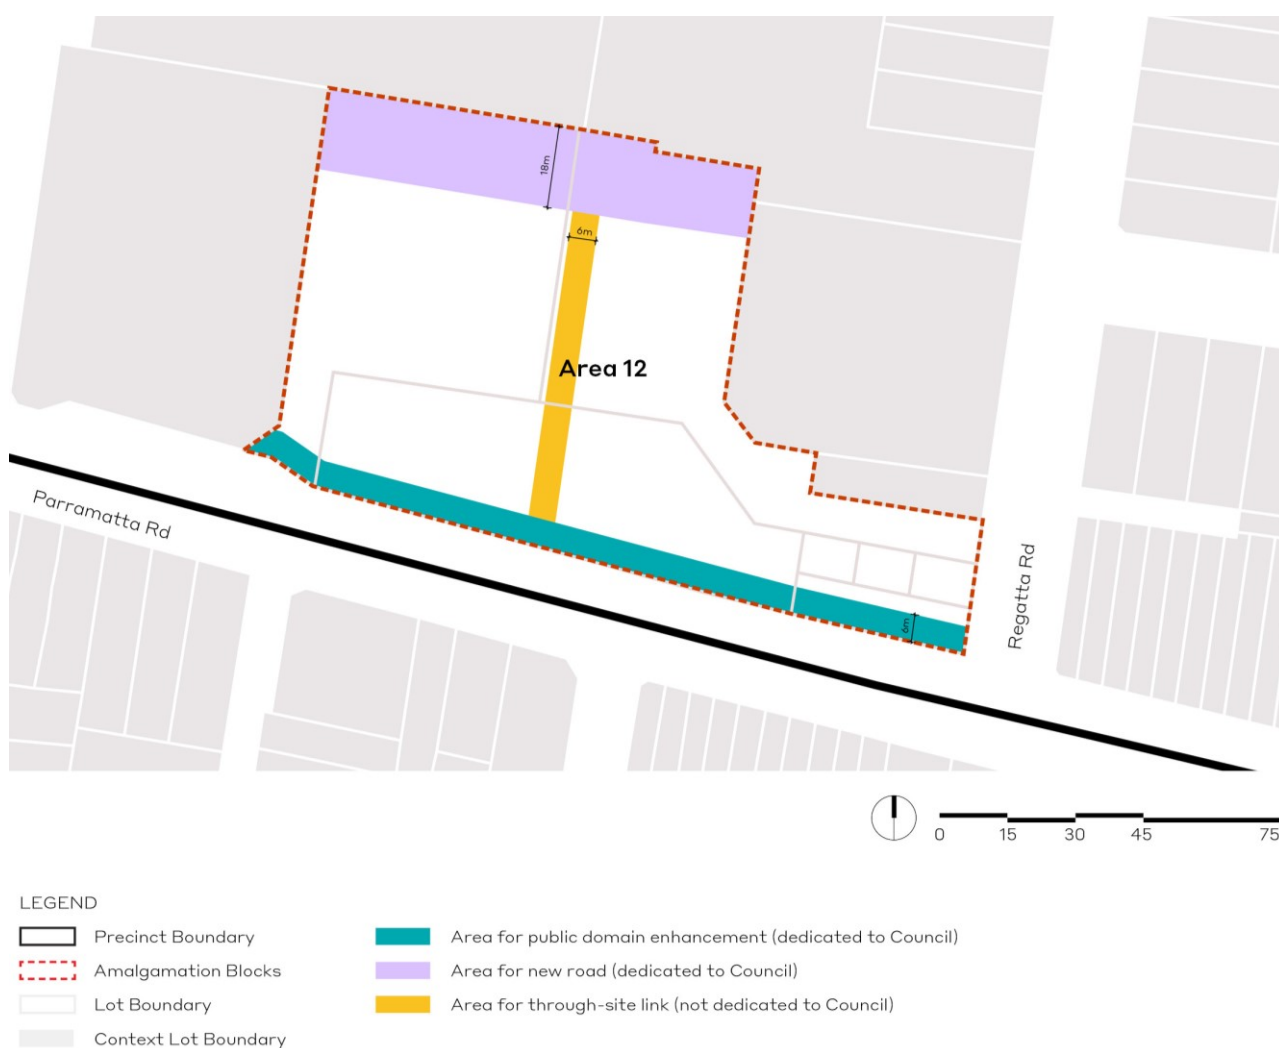 18m
6m
Area 12
Parramatta Rd
Regatta Rd
6m
0 15 30 45 75
LEGEND
Precinct Boundary
Amalgamation Blocks
Lot Boundary
Context Lot Boundary
Area for public domain enhancement (dedicated to Council)
Area for new road (dedicated to Council)
Area for through-site link (not dedicated to Council)